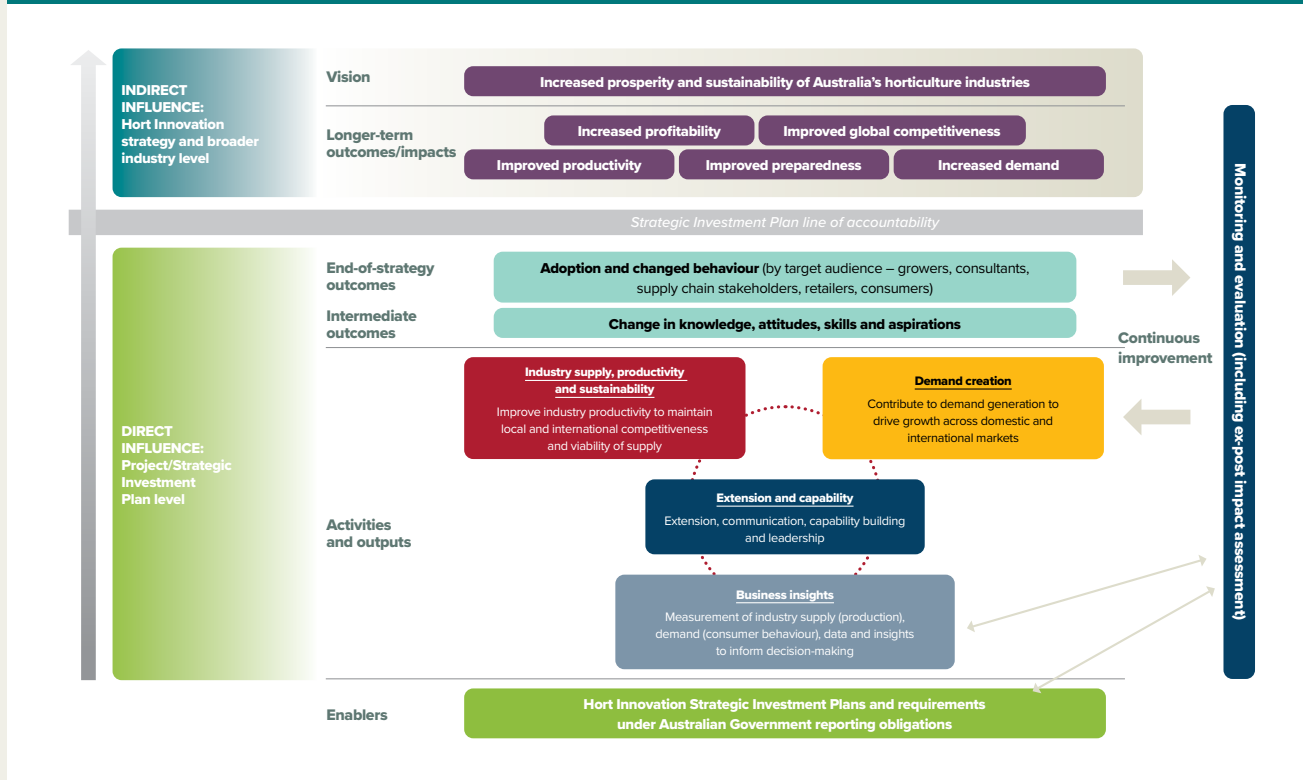 INDIRECT
INFLUENCE:
Hort Innovation
strategy and broader
industry level
Vision
Increased prosperity and sustainability of Australia’s horticulture industries
Longer-term
outcomes/impacts
Increased profitability
Improved global competitiveness
Improved productivity
Improved preparedness
Increased demand
Strategic Investment Plan line of accountability
DIRECT
INFLUENCE:
Project/Strategic
Investment
Plan level
End-of-strategy
outcomes
Adoption and changed behaviour (by target audience – growers, consultants,
supply chain stakeholders, retailers, consumers)
Intermediate
outcomes
Change in knowledge, attitudes, skills and aspirations
Activities
and outputs
Industry supply, productivity
and sustainability
Improve industry productivity to maintain
local and international competitiveness
and viability of supply
Demand creation
Contribute to demand generation to
drive growth across domestic and
international markets
Extension and capability
Extension, communication, capability building
and leadership
Business insights
Measurement of industry supply (production),
demand (consumer behaviour), data and insights
to inform decision-making
Enablers
Hort Innovation Strategic Investment Plans and requirements
under Australian Government reporting obligations
Continuous
improvement
Monitoring and evaluation (including ex-post impact assessment)